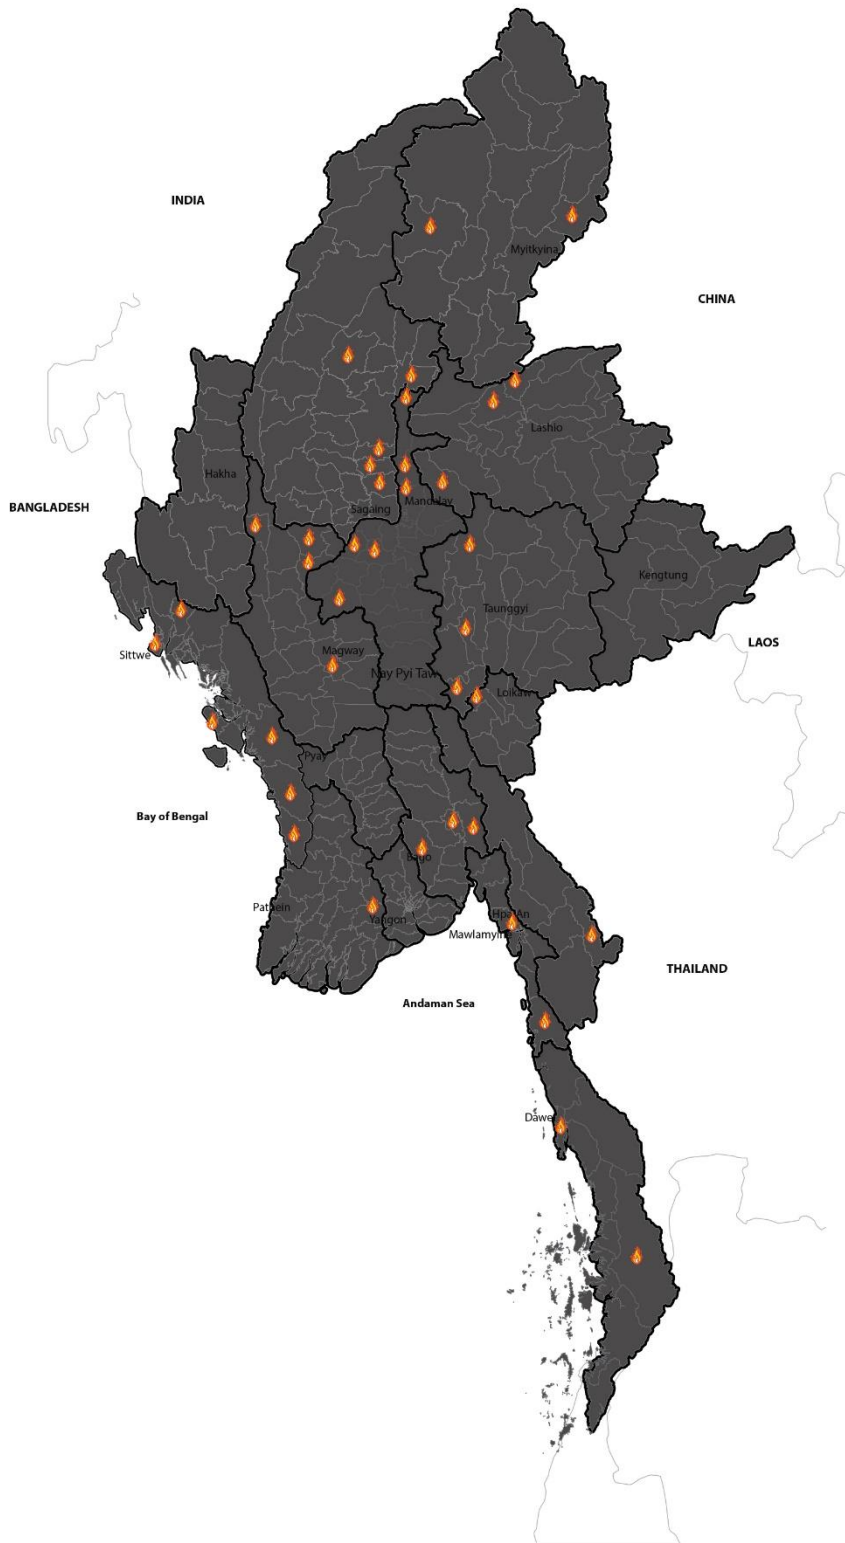 INDIA
Myitkyina
CHINA
Lashio
Hakha
Mandalay
BANGLADESH
Sagaing
Kengtung
Taunggyi
LAOS
Sittwe
Magway
Nay Pyi Taw
Loikaw
Pyay
Bay of Bengal
Bago
Pathein
Yangon
Hpa-An
Mawlamyine
THAILAND
Andaman Sea
Dawei